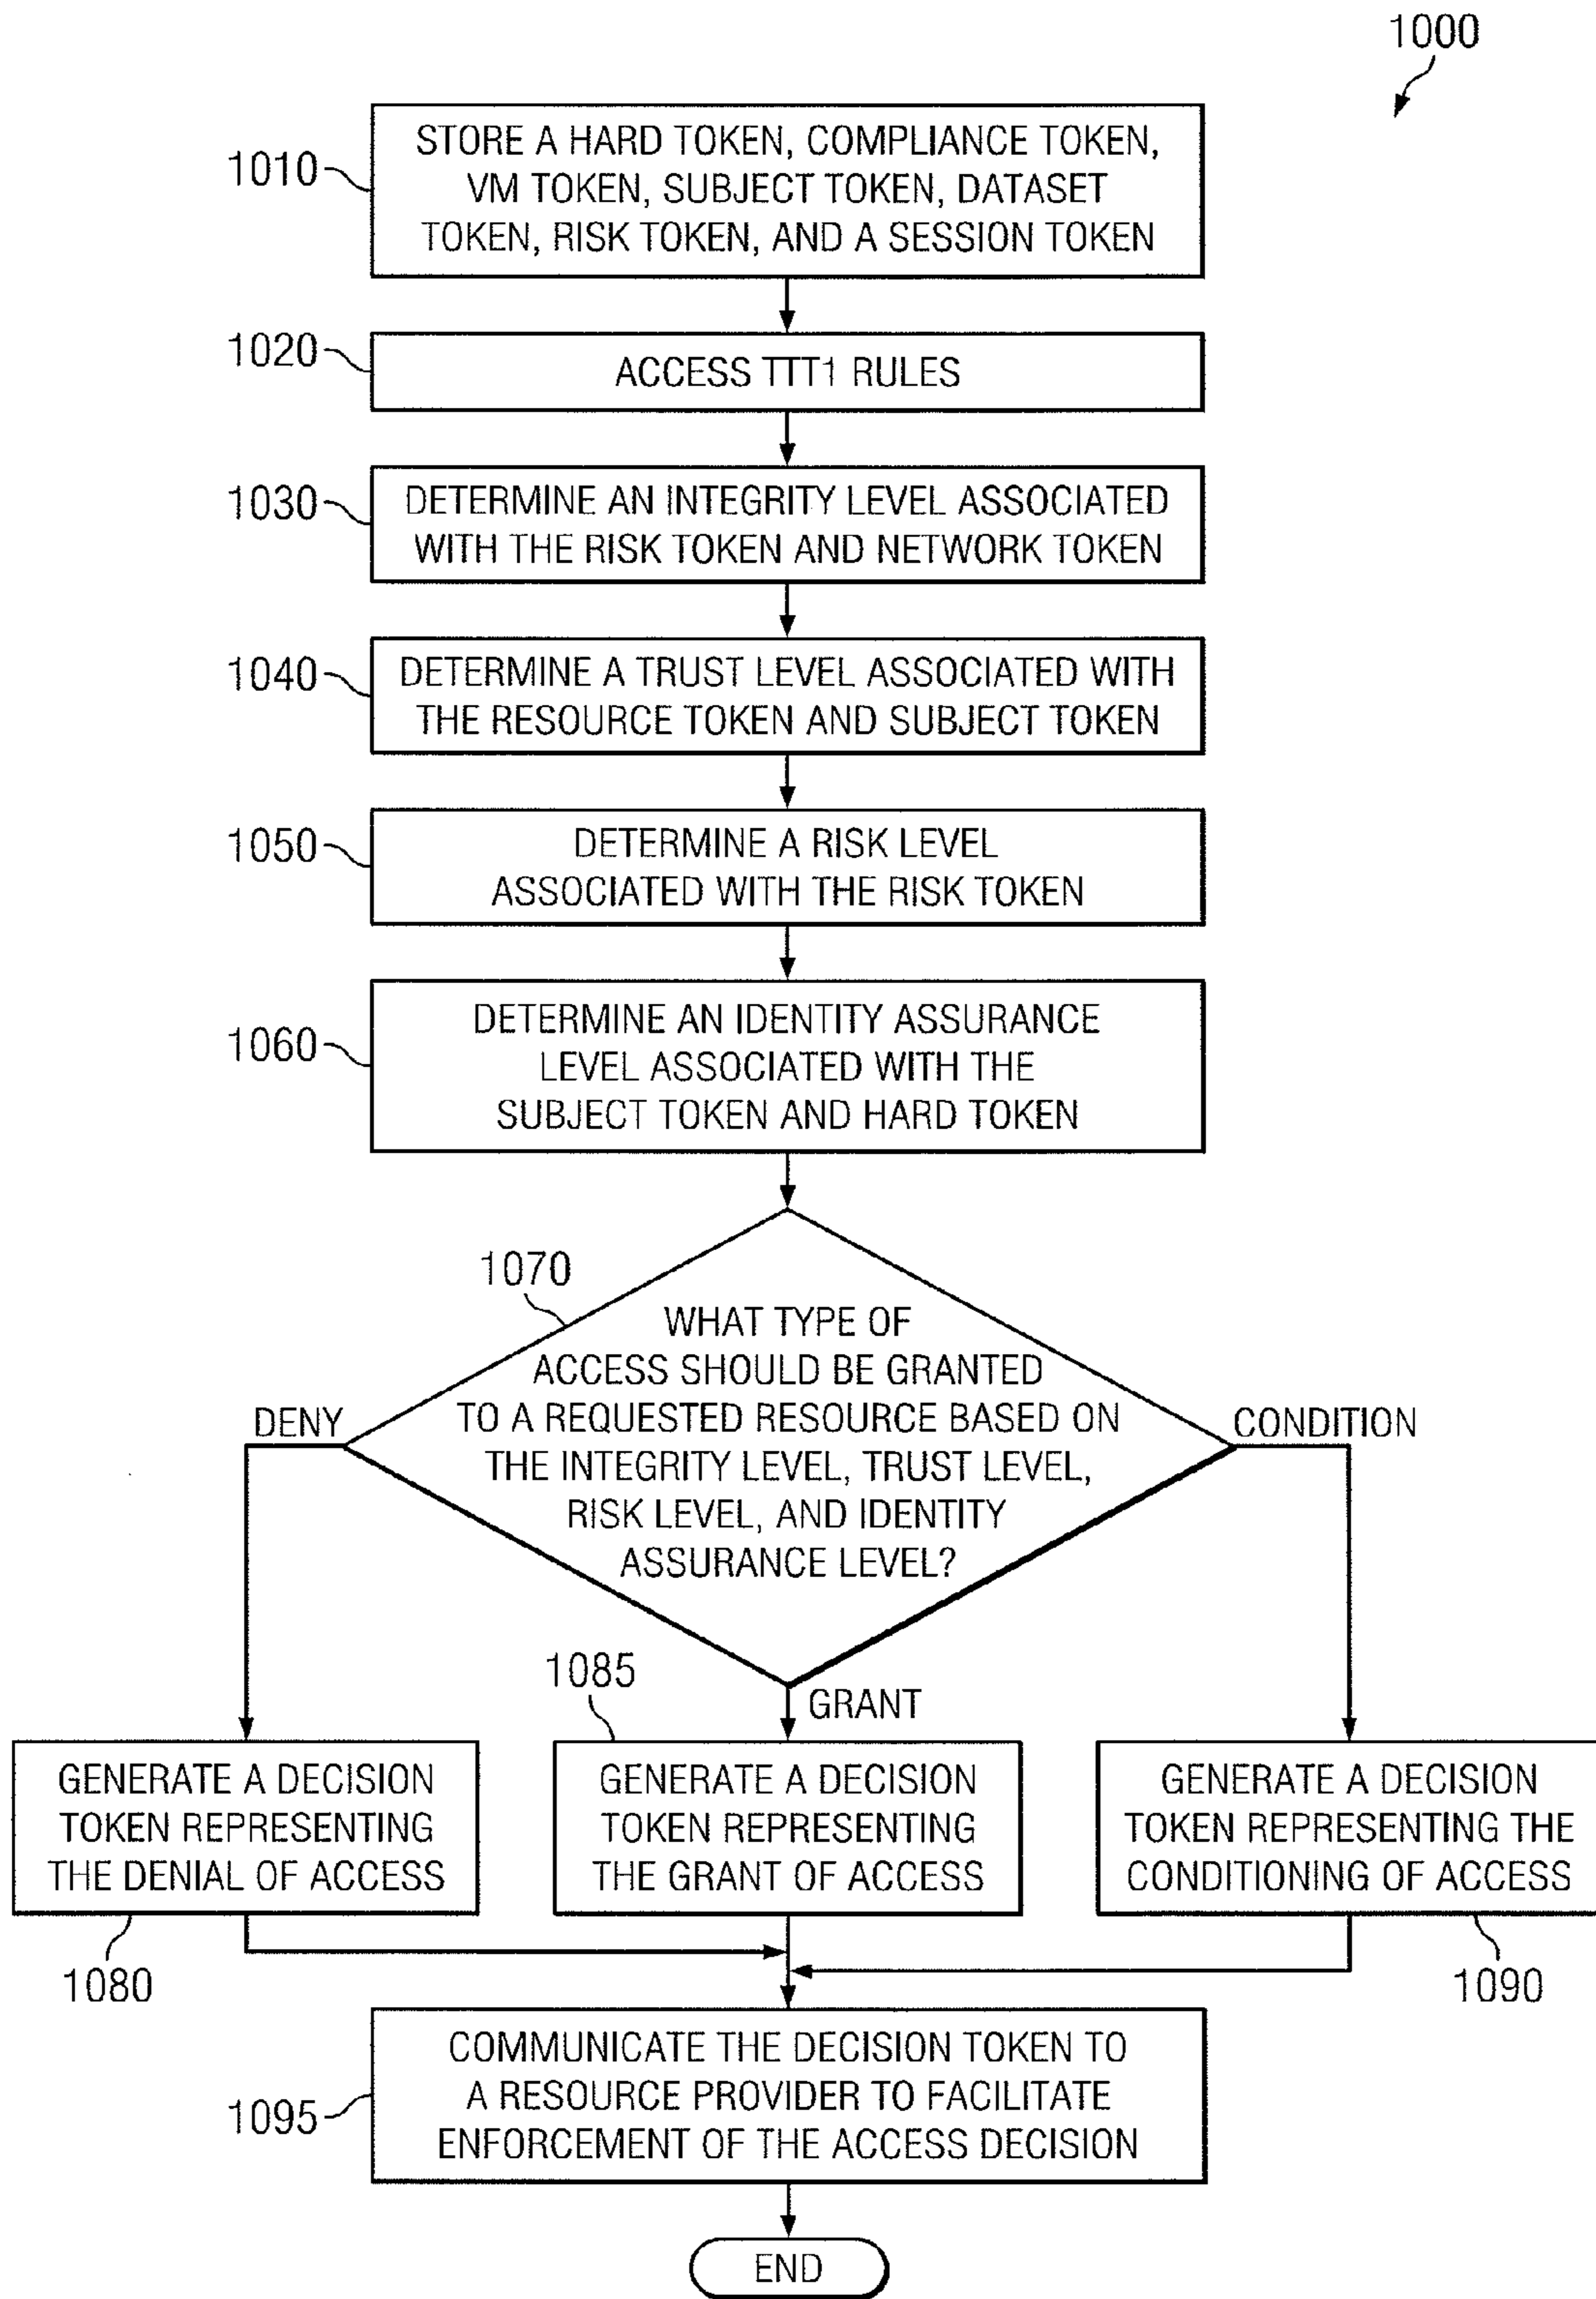 1000
1010
STORE A HARD TOKEN, COMPLIANCE TOKEN,
VM TOKEN, SUBJECT TOKEN, DATASET
TOKEN, RISK TOKEN, AND A SESSION TOKEN
1020
ACCESS TTT1 RULES
1030
DETERMINE AN INTEGRITY LEVEL ASSOCIATED
WITH THE RISK TOKEN AND NETWORK TOKEN
1040
DETERMINE A TRUST LEVEL ASSOCIATED WITH
THE RESOURCE TOKEN AND SUBJECT TOKEN
1050
DETERMINE A RISK LEVEL
ASSOCIATED WITH THE RISK TOKEN
1060
DETERMINE AN IDENTITY ASSURANCE
LEVEL ASSOCIATED WITH THE
SUBJECT TOKEN AND HARD TOKEN
1070
WHAT TYPE OF
ACCESS SHOULD BE GRANTED
TO A REQUESTED RESOURCE BASED ON
THE INTEGRITY LEVEL, TRUST LEVEL,
RISK LEVEL, AND IDENTITY
ASSURANCE LEVEL?
DENY
CONDITION
GRANT
1085
GENERATE A DECISION
TOKEN REPRESENTING
THE DENIAL OF ACCESS
1080
GENERATE A DECISION
TOKEN REPRESENTING
THE GRANT OF ACCESS
GENERATE A DECISION
TOKEN REPRESENTING THE
CONDITIONING OF ACCESS
1090
1095
COMMUNICATE THE DECISION TOKEN TO
A RESOURCE PROVIDER TO FACILITATE
ENFORCEMENT OF THE ACCESS DECISION
END